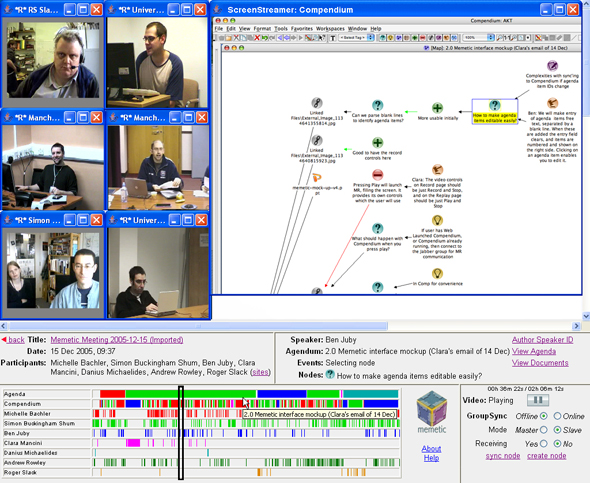 *R* RS Sla...
*R* Univer...
ScreenStreamer: Compendium
Compendium: AKT
File Edit View Format Tools Favorites Workspaces Window Help
[Map]: 2.0 Memetic interface mockup (Clara's email of 14 Dec)
Complexities with sync'ing
to Compendium if agenda
item IDs change
Linked
Files\External_Image_113
4641355814.jpg
Can we parse blank lines
to identify agenda items?
More usable initially
How to make agenda
items editable easily?
Ben: We will make entry
of agenda items free
text, separated by a
blank line. When these
are added the entry field
clears, and items are
numbered and shown on
the right side. Clicking on
an agenda item enables
you to edit it.
*R* Manch...
*R* Manch...
Linked
Files\External_Image_113
4640815923.jpg
Good to have the record
controls here
memetic-mock-up-v4.p
pt
Pressing Play will launch
MR, filling the screen. It
provides its own controls
which the user will use
Clara: The video controls
on Record page should
be just Record and Stop,
and on the Replay page
should be just Play and
Stop
*R* Simon ...
*R* Univer...
What should happen with
Compendium when you
press play?
If user has Web
Launched Compendium,
or Compendium already
running, then connect to
the Jabber group for MR
communication
In Comp for convenience
back Title: Memetic Meeting 2005-12-15 (Imported)
Date: 15 Dec 2005, 09:37
Participants: Michelle Bachler, Simon Buckingham Shum, Ben Juby, Clara
Mancini, Danius Michaelides, Andrew Rowley, Roger Slack (sites)
Speaker: Ben Juby
Agendum: 2.0 Memetic interface mockup (Clara's email of 14 Dec)
Events: Selecting node
Nodes: How to make agenda items editable easily?
Author Speaker ID
View Agenda
View Documents
Agenda
Compendium
Michelle Bachler
2.0 Memetic interface mockup (Clara's email of 14 Dec)
Simon Buckingham Shum
Ben Juby
Clara Mancini
Danius Michaelides
Andrew Rowley
Roger Slack
memetic
About
Help
00h 36m 22s / 02h 06m 12s
Video: Playing
GroupSync Offline Online
Mode Master Slave
Receiving Yes No
sync node create node